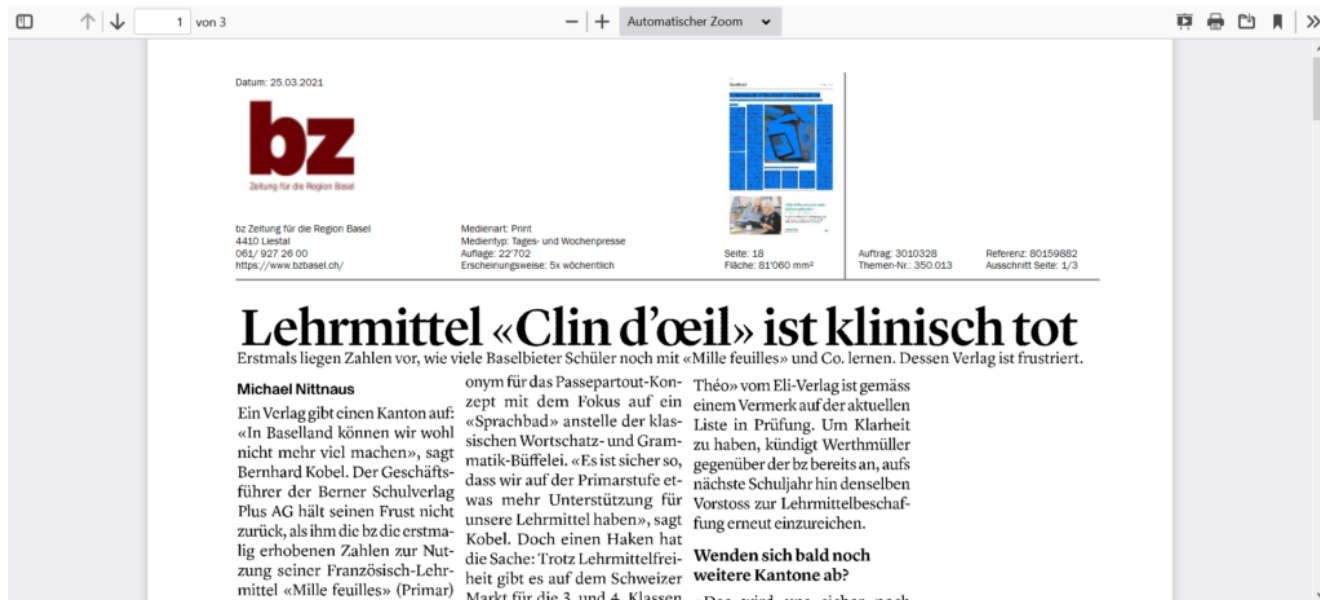 1 von 3
Automatischer Zoom
Datum: 25.03.2021
bz
Zeitung für die Region Basel
bz Zeitung für die Region Basel
4410 Liestal
061/ 927 26 00
https://www.bzbasel.ch/
Medienart: Print
Medientyp: Tages- und Wochenpresse
Auflage: 22'702
Erscheinungsweise: 5x wöchentlich
Seite: 18
Fläche: 81'060 mm²
Auftrag: 3010328
Themen-Nr.: 350.013
Referenz: 80159882
Ausschnitt Seite: 1/3
Lehrmittel «Clin d’œil» ist klinisch tot
Erstmals liegen Zahlen vor, wie viele Baselbieter Schüler noch mit «Mille feuilles» und Co. lernen. Dessen Verlag ist frustriert.
Michael Nittnaus
Ein Verlag gibt einen Kanton auf:
«In Baselland können wir wohl
nicht mehr viel machen», sagt
Bernhard Kobel. Der Geschäfts-
führer der Berner Schulverlag
Plus AG hält seinen Frust nicht
zurück, als ihm die bz die erstma-
lig erhobenen Zahlen zur Nut-
zung seiner Französisch-Lehr-
mittel «Mille feuilles» (Primar)
onym für das Passepartout-Kon-
zept mit dem Fokus auf ein
«Sprachbad» anstelle der klas-
sischen Wortschatz- und Gram-
matik-Büffelei. «Es ist sicher so,
dass wir auf der Primarstufe et-
was mehr Unterstützung für
unsere Lehrmittel haben», sagt
Kobel. Doch einen Haken hat
die Sache: Trotz Lehrmittelfrei-
heit gibt es auf dem Schweizer
Markt für die 3. und 4. Klassen
Théo» vom Eli-Verlag ist gemäss
einem Vermerk auf der aktuellen
Liste in Prüfung. Um Klarheit
zu haben, kündigt Werthmüller
gegenüber der bz bereits an, aufs
nächste Schuljahr hin denselben
Vorstoss zur Lehrmittelbeschaf-
fung erneut einzureichen.
Wenden sich bald noch
weitere Kantone ab?
«Das wird uns sicher noch